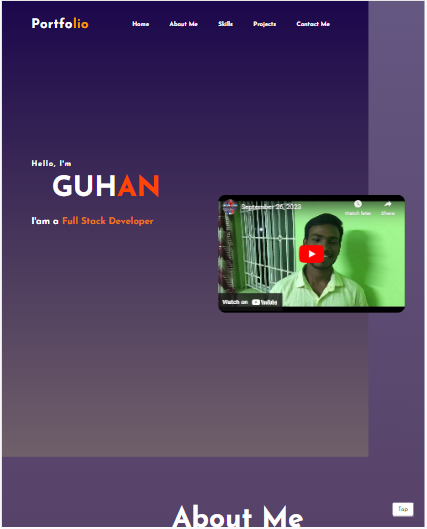 Portfolio
Home About Me Skills Projects Contact Me
Hello, I'm
GUHAN
I'am a Full Stack Developer
September 26, 2023
Watch later Share
Watch on YouTube
About Me
Top